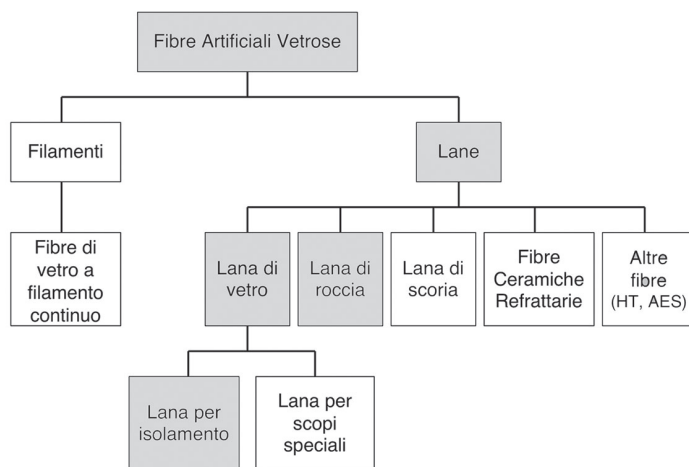 Fibre Artificiali Vetrose
Filamenti
Lane
Fibre di
vetro a
filamento
continuo
Lana di
vetro
Lana di
roccia
Lana di
scoria
Fibre
Ceramiche
Refrattarie
Altre
fibre
(HT, AES)
Lana per
isolamento
Lana per
scopi
speciali